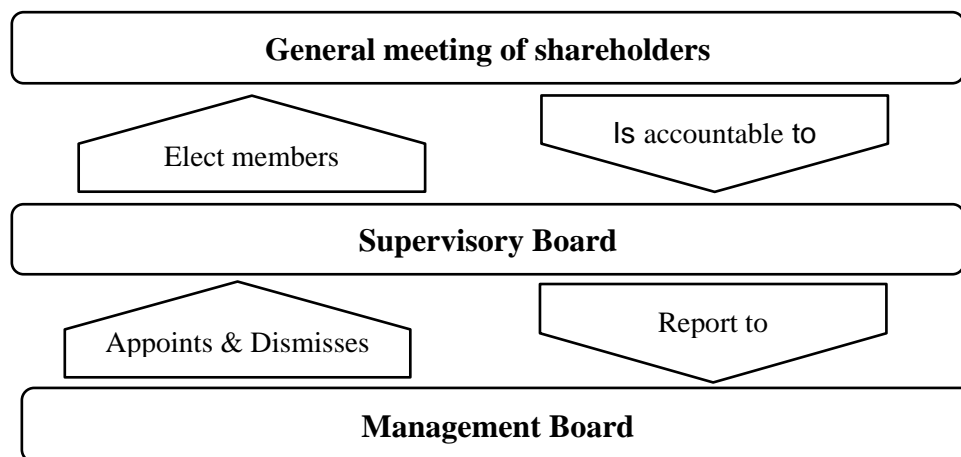 General meeting of shareholders
Elect members
Is accountable to
Supervisory Board
Appoints & Dismisses
Report to
Management Board